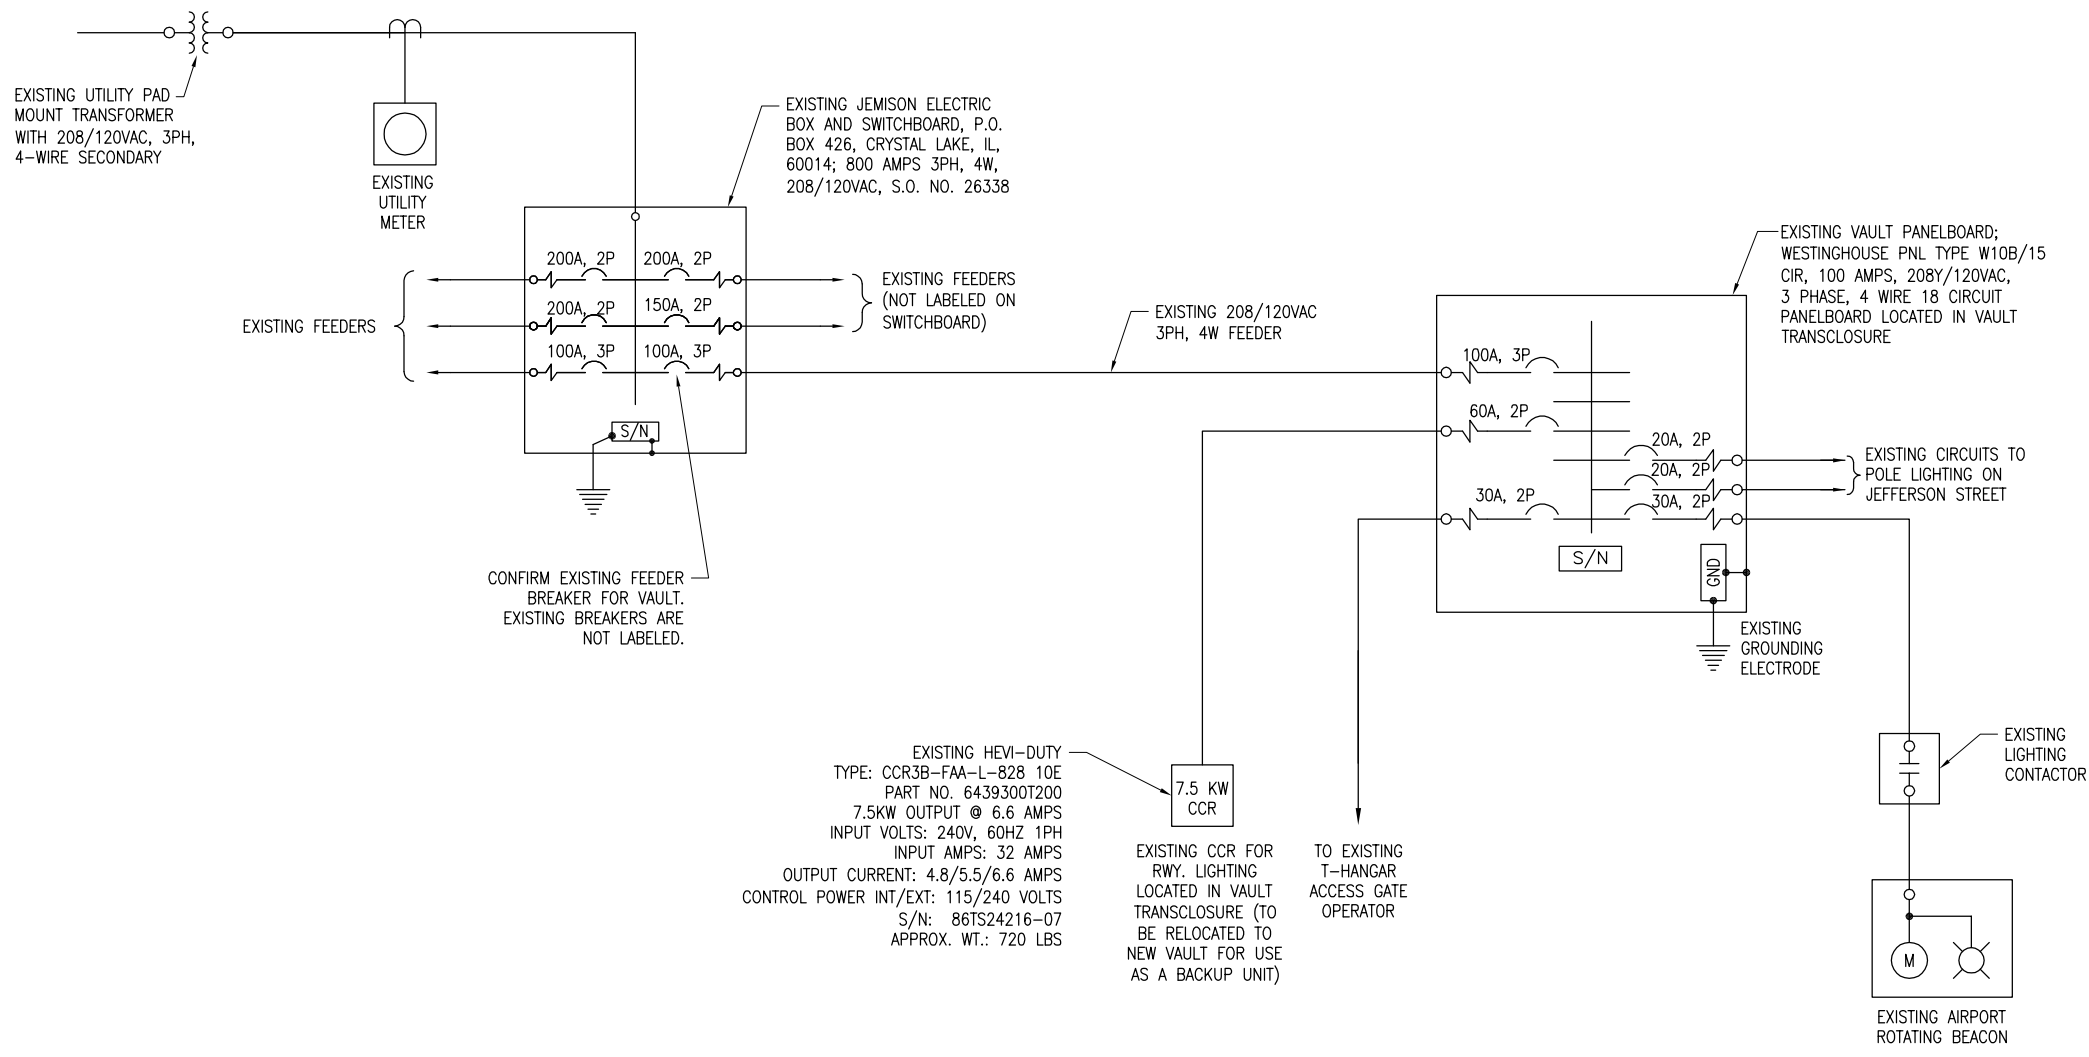 EXISTING UTILITY PAD
MOUNT TRANSFORMER
WITH 208/120VAC, 3PH,
4-WIRE SECONDARY
EXISTING
UTILITY
METER
EXISTING JEMISON ELECTRIC
BOX AND SWITCHBOARD, P.O.
BOX 426, CRYSTAL LAKE, IL,
60014; 800 AMPS 3PH, 4W,
208/120VAC, S.O. NO. 26338
200A, 2P
200A, 2P
200A, 2P
150A, 2P
100A, 3P
100A, 3P
S/N
EXISTING FEEDERS
EXISTING FEEDERS
(NOT LABELED ON
SWITCHBOARD)
CONFIRM EXISTING FEEDER
BREAKER FOR VAULT.
EXISTING BREAKERS ARE
NOT LABELED.
EXISTING 208/120VAC
3PH, 4W FEEDER
EXISTING VAULT PANELBOARD;
WESTINGHOUSE PNL TYPE W10B/15
CIR, 100 AMPS, 208Y/120VAC,
3 PHASE, 4 WIRE 18 CIRCUIT
PANELBOARD LOCATED IN VAULT
TRANSCLOSURE
100A, 3P
60A, 2P
20A, 2P
20A, 2P
30A, 2P
30A, 2P
S/N
GND
EXISTING CIRCUITS TO
POLE LIGHTING ON
JEFFERSON STREET
EXISTING
GROUNDING
ELECTRODE
EXISTING HEVI-DUTY
TYPE: CCR3B-FAA-L-828 10E
PART NO. 6439300T200
7.5KW OUTPUT @ 6.6 AMPS
INPUT VOLTS: 240V, 60HZ 1PH
INPUT AMPS: 32 AMPS
OUTPUT CURRENT: 4.8/5.5/6.6 AMPS
CONTROL POWER INT/EXT: 115/240 VOLTS
S/N: 86TS24216-07
APPROX. WT.: 720 LBS
7.5 KW
CCR
EXISTING CCR FOR
RWY. LIGHTING
LOCATED IN VAULT
TRANSCLOSURE (TO
BE RELOCATED TO
NEW VAULT FOR USE
AS A BACKUP UNIT)
TO EXISTING
T-HANGAR
ACCESS GATE
OPERATOR
EXISTING
LIGHTING
CONTACTOR
M
EXISTING AIRPORT
ROTATING BEACON